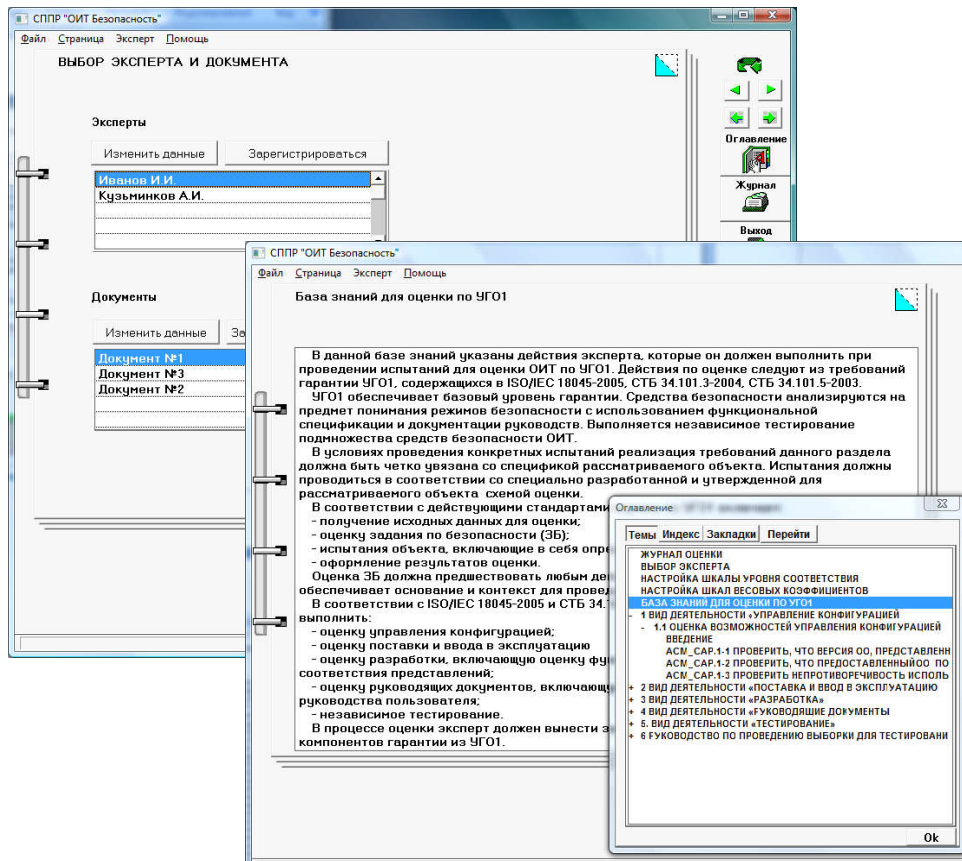 СППР "ОИТ Безопасность"
Файл Страница Эксперт Помощь
ВЫБОР ЭКСПЕРТА И ДОКУМЕНТА
Эксперты
Изменить данные Зарегистрироваться
Иванов И.И.
Кузьминков А.И.
Оглавление
Журнал
Выход
Документы
Изменить данные За
Документ №1
Документ №3
Документ №2
СППР "ОИТ Безопасность"
Файл Страница Эксперт Помощь
База знаний для оценки по УГО1
В данной базе знаний указаны действия эксперта, которые он должен выполнить при
проведении испытаний для оценки ОИТ по УГО1. Действия по оценке следуют из требований
гарантии УГО1, содержащихся в ISO/IEC 18045-2005, СТБ 34.101.3-2004, СТБ 34.101.5-2003.
УГО1 обеспечивает базовый уровень гарантии. Средства безопасности анализируются на
предмет понимания режимов безопасности с использованием функциональной
спецификации и документации руководств. Выполняется независимое тестирование
подмножества средств безопасности ОИТ.
В условиях проведения конкретных испытаний реализация требований данного раздела
должна быть четко увязана со спецификой рассматриваемого объекта. Испытания должны
проводиться в соответствии со специально разработанной и утвержденной для
рассматриваемого объекта схемой оценки.
В соответствии с действующими стандартами
- получение исходных данных для оценки;
- оценку задания по безопасности (ЗБ);
- испытания объекта, включающие в себя опре
- оформление результатов оценки.
Оценка ЗБ должна предшествовать любым де
обеспечивает основание и контекст для провед
В соответствии с ISO/IEC 18045-2005 и СТБ 34.1
выполнить:
- оценку управления конфигурацией;
- оценку поставки и ввода в эксплуатацию
- оценку разработки, включающую оценку фу
соответствия представлений;
- оценку руководящих документов, включающу
руководства пользователя;
- независимое тестирование.
В процессе оценки эксперт должен вынести з
компонентов гарантии из УГО1.
Оглавление
Темы Индекс Закладки Перейти
ЖУРНАЛ ОЦЕНКИ
ВЫБОР ЭКСПЕРТА
НАСТРОЙКА ШКАЛЫ УРОВНЯ СООТВЕТСТВИЯ
НАСТРОЙКА ШКАЛ ВЕСОВЫХ КОЭФФИЦИЕНТОВ
БАЗА ЗНАНИЙ ДЛЯ ОЦЕНКИ ПО УГО1
- 1 ВИД ДЕЯТЕЛЬНОСТИ «УПРАВЛЕНИЕ КОНФИГУРАЦИЕЙ
- 1.1 ОЦЕНКА ВОЗМОЖНОСТЕЙ УПРАВЛЕНИЯ КОНФИГУРАЦИЕЙ
ВВЕДЕНИЕ
ACM_CAP.1-1 ПРОВЕРИТЬ, ЧТО ВЕРСИЯ ОО, ПРЕДСТАВЛЕНН
ACM_CAP.1-2 ПРОВЕРИТЬ, ЧТО ПРЕДОСТАВЛЕННЫЙОО ПО
ACM_CAP.1-3 ПРОВЕРИТЬ НЕПРОТИВОРЕЧИВОСТЬ ИСПОЛЬ
+ 2 ВИД ДЕЯТЕЛЬНОСТИ «ПОСТАВКА И ВВОД В ЭКСПЛУАТАЦИЮ
+ 3 ВИД ДЕЯТЕЛЬНОСТИ «РАЗРАБОТКА»
+ 4 ВИД ДЕЯТЕЛЬНОСТИ «РУКОВОДЯЩИЕ ДОКУМЕНТЫ
+ 5. ВИД ДЕЯТЕЛЬНОСТИ «ТЕСТИРОВАНИЕ»
+ 6 РУКОВОДСТВО ПО ПРОВЕДЕНИЮ ВЫБОРКИ ДЛЯ ТЕСТИРОВАНИ
Ok